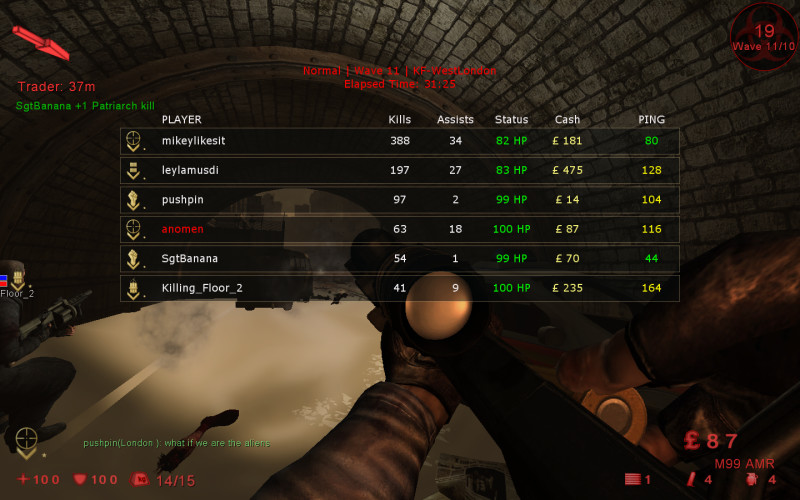 19
Wave 11/10
Normal | Wave 11 | KF-WestLondon
Elapsed Time: 31:25
Trader: 37m
SgtBanana +1 Patriarch kill
PLAYER Kills Assists Status Cash PING
mikeylikesit 388 34 82 HP £ 181 80
leylamusdi 197 27 83 HP £ 475 128
pushpin 97 2 99 HP £ 14 104
anomen 63 18 100 HP £ 87 116
SgtBanana 54 1 99 HP £ 70 44
Killing_Floor_2 41 9 100 HP £ 235 164
Floor_2
pushpin(London ): what if we are the aliens
£ 87
M99 AMR
100 100 14/15 1 4 4